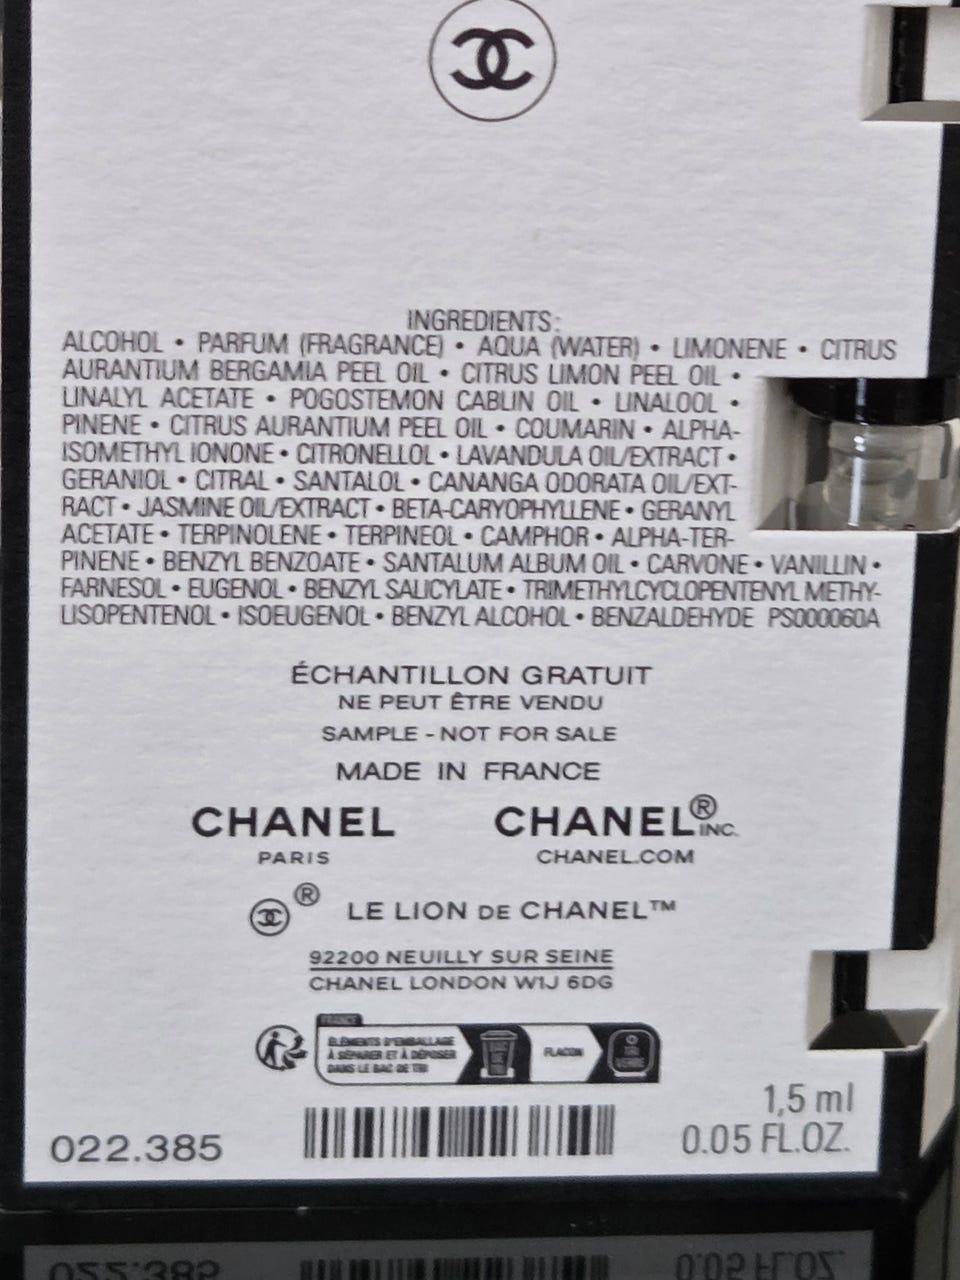 INGREDIENTS:
ALCOHOL • PARFUM (FRAGRANCE) • AQUA (WATER) • LIMONENE • CITRUS
AURANTIUM BERGAMIA PEEL OIL • CITRUS LIMON PEEL OIL •
LINALYL ACETATE • POGOSTEMON CABLIN OIL • LINALOOL •
PINENE • CITRUS AURANTIUM PEEL OIL • COUMARIN • ALPHA-
ISOMETHYL IONONE • CITRONELLOL • LAVANDULA OIL/EXTRACT •
GERANIOL • CITRAL • SANTALOL • CANANGA ODORATA OIL/EXT-
RACT • JASMINE OIL/EXTRACT • BETA-CARYOPHYLLENE • GERANYL
ACETATE • TERPINOLENE • TERPINEOL • CAMPHOR • ALPHA-TER-
PINENE • BENZYL BENZOATE • SANTALUM ALBUM OIL • CARVONE • VANILLIN •
FARNESOL • EUGENOL • BENZYL SALICYLATE • TRIMETHYLCYCLOPENTENYL METHY-
LISOPENTENOL • ISOEUGENOL • BENZYL ALCOHOL • BENZALDEHYDE PS000060A
ÉCHANTILLON GRATUIT
NE PEUT ÊTRE VENDU
SAMPLE - NOT FOR SALE
MADE IN FRANCE
CHANEL CHANEL® INC.
PARIS CHANEL.COM
® LE LION DE CHANEL™
92200 NEUILLY SUR SEINE
CHANEL LONDON W1J 6DG
FRANCE
ÉLÉMENTS D'EMBALLAGE
À SÉPARER ET À DÉPOSER
DANS LE BAC DE TRI
BAC DE TRI
FLACON
022.385
1,5 ml
0.05 FL.OZ.